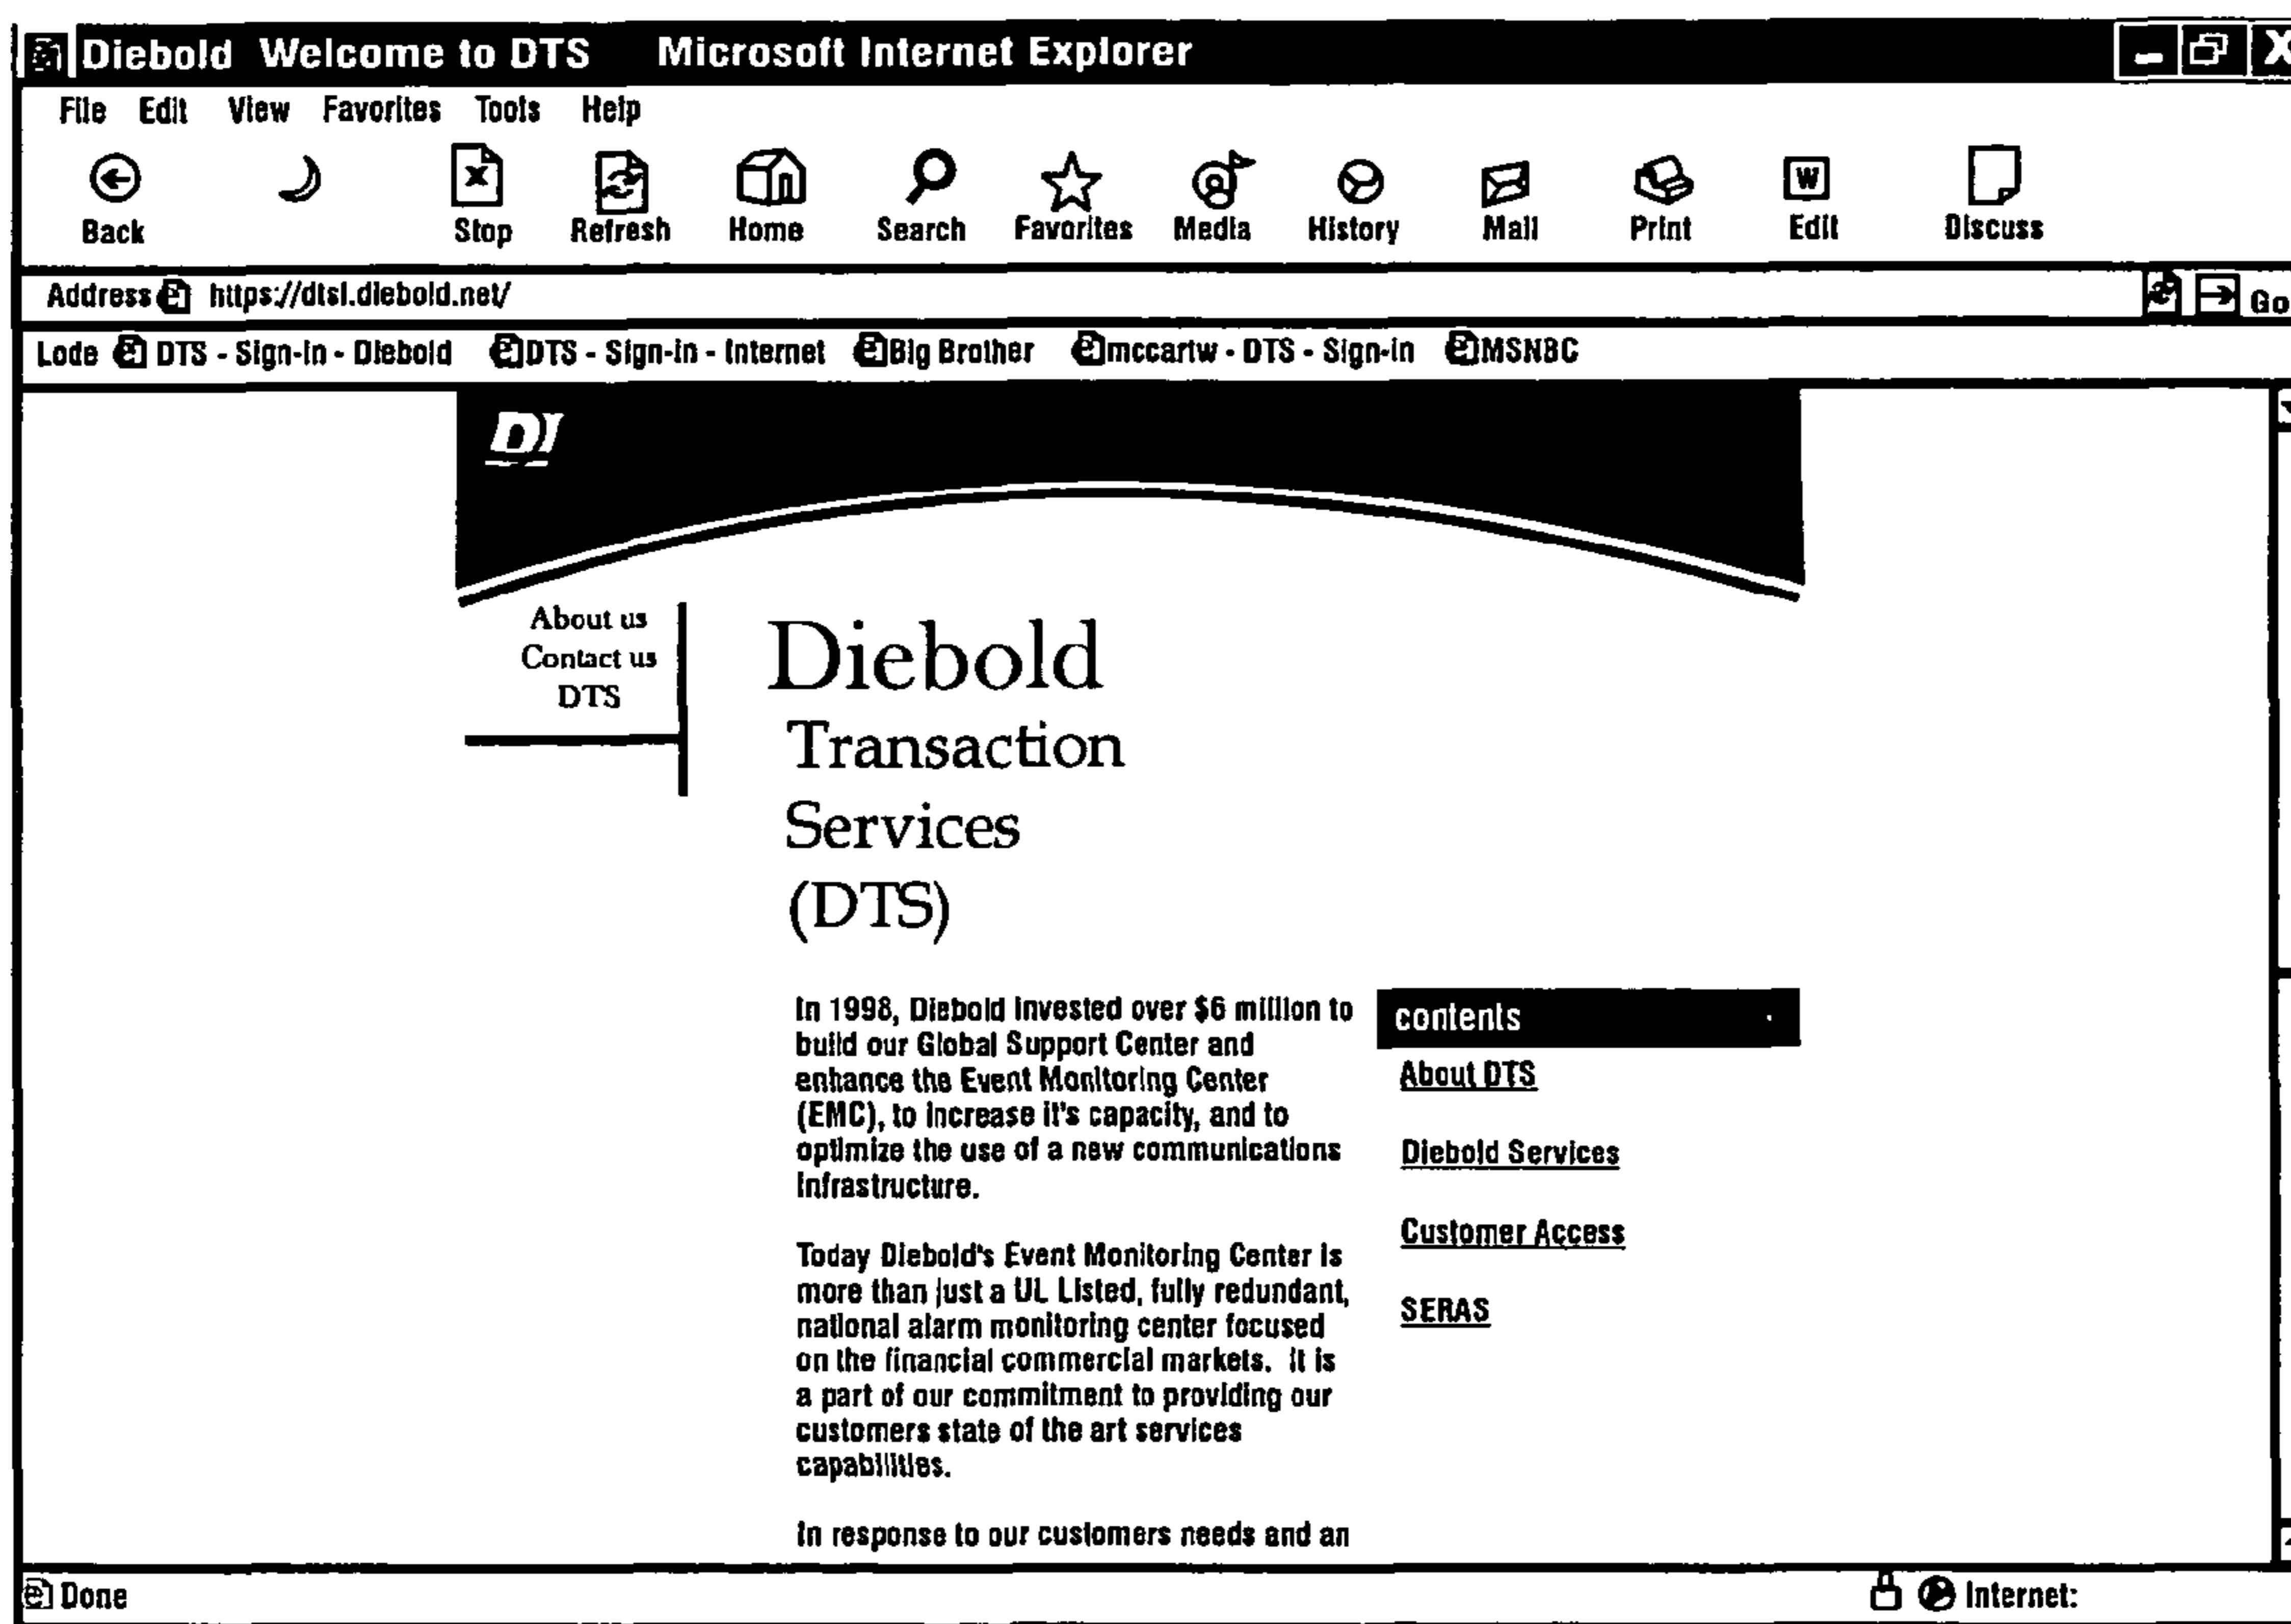 Diebold Welcome to DTS Microsoft Internet Explorer
File Edit View Favorites Tools Help
Back Stop Refresh Home Search Favorites Media History Mail Print Edit Discuss
Address https://dtsl.diebold.net/ Go
Lode DTS - Sign-In - Diebold DTS - Sign-in - Internet Big Brother mccartw - DTS - Sign-in MSNBC
DI
About us
Contact us
DTS
Diebold
Transaction
Services
(DTS)
In 1998, Diebold invested over $6 million to
build our Global Support Center and
enhance the Event Monitoring Center
(EMC), to increase it's capacity, and to
optimize the use of a new communications
infrastructure.
Today Diebold's Event Monitoring Center is
more than just a UL Listed, fully redundant,
national alarm monitoring center focused
on the financial commercial markets. It is
a part of our commitment to providing our
customers state of the art services
capabilities.
In response to our customers needs and an
contents
About DTS
Diebold Services
Customer Access
SERAS
Done Internet: